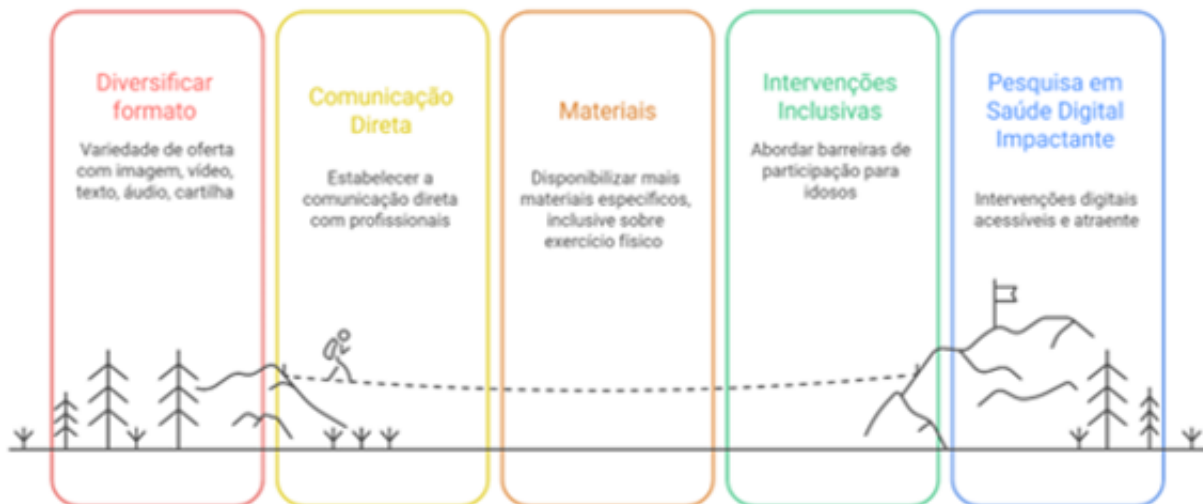 Diversificar
formato
Variedade de oferta
com imagem, vídeo,
texto, áudio, cartilha
Comunicação
Direta
Estabelecer a
comunicação direta
com profissionais
Materiais
Disponibilizar mais
materiais específicos,
inclusive sobre
exercício físico
Intervenções
Inclusivas
Abordar barreiras de
participação para
idosos
Pesquisa em
Saúde Digital
Impactante
Intervenções digitais
acessíveis e atraente